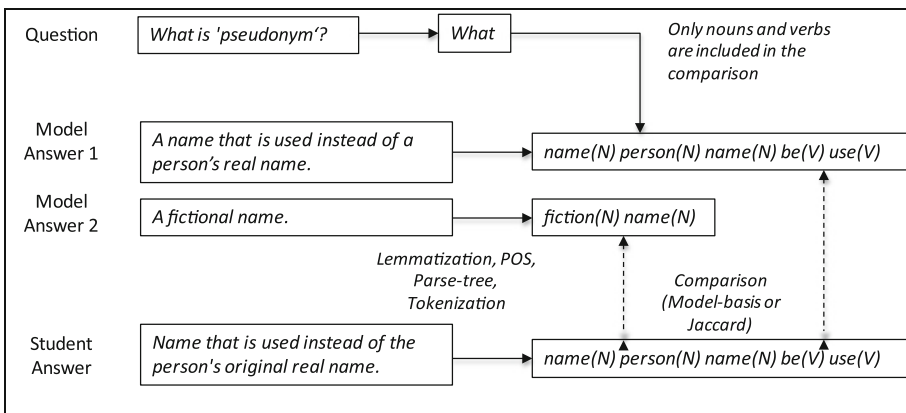 Question
What is 'pseudonym‘?
What
Only nouns and verbs
are included in the
comparison
Model
Answer 1
A name that is used instead of a
person’s real name.
name(N) person(N) name(N) be(V) use(V)
Model
Answer 2
A fictional name.
fiction(N) name(N)
Lemmatization, POS,
Parse-tree,
Tokenization
Comparison
(Model-basis or
Jaccard)
Student
Answer
Name that is used instead of the
person's original real name.
name(N) person(N) name(N) be(V) use(V)